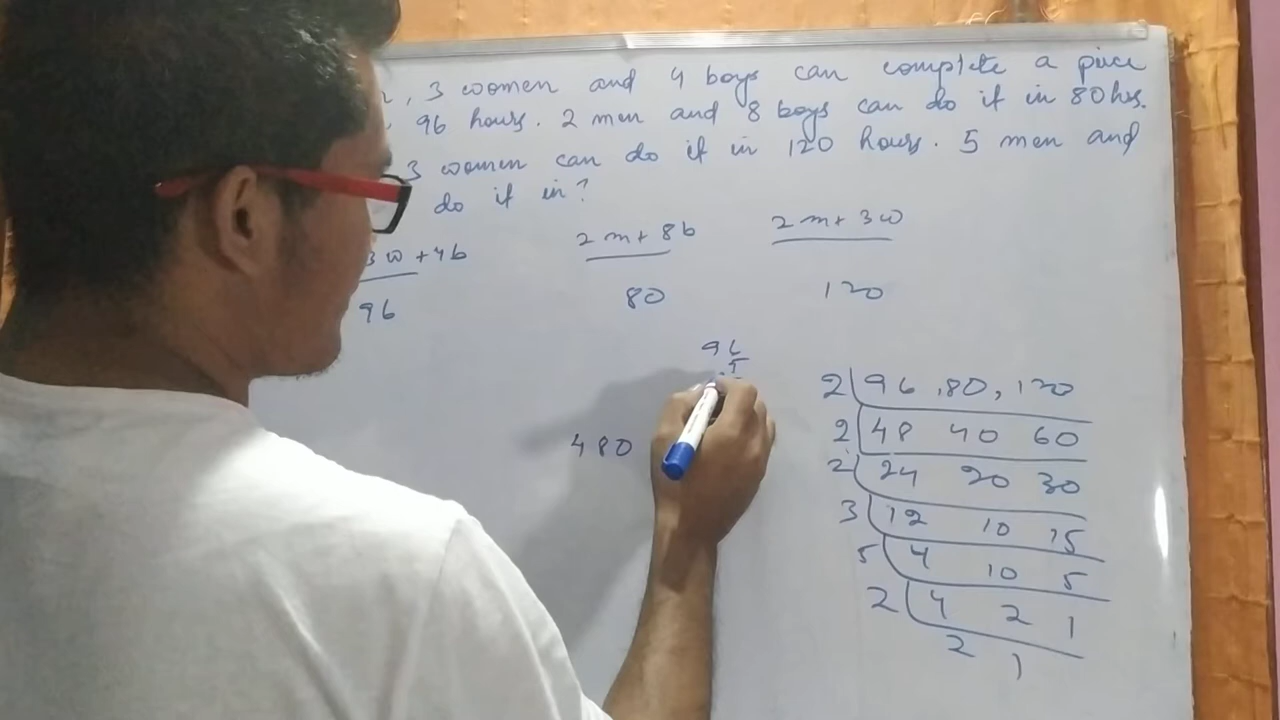 , 3 women and 4 boys can complete a piece
96 hours. 2 men and 8 boys can do it in 80 hrs.
3 women can do it in 120 hours. 5 men and
do it in?
3w + 4b 2m + 8b 2m + 3w
96 80 120
96
5
480
2 96, 80, 120
2 48 40 60
2 24 20 30
3 12 10 15
5 4 10 5
2 4 2 1
2 1